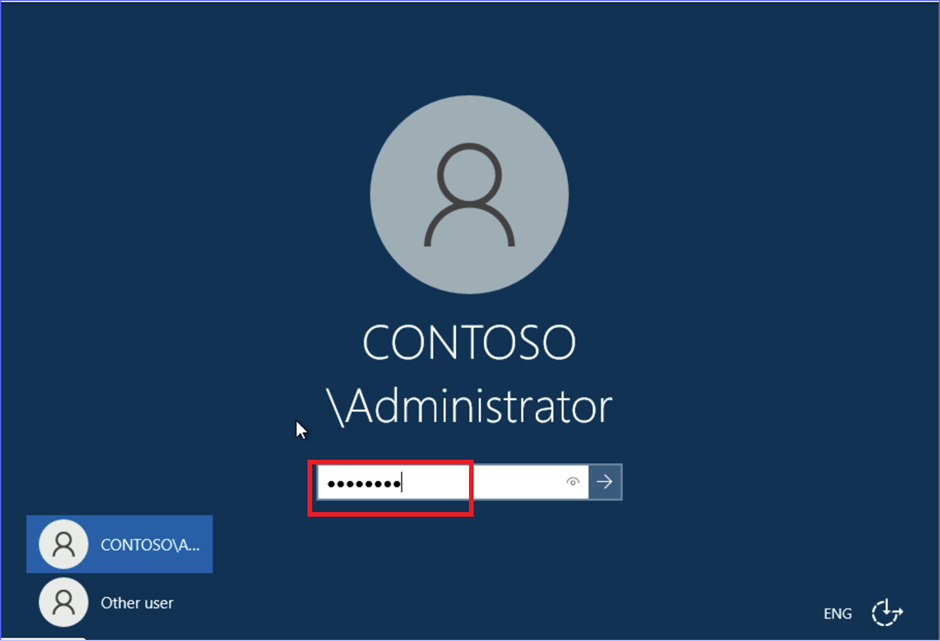 CONTOSO
\Administrator
••••••••
CONTOSO\A...
Other user
ENG